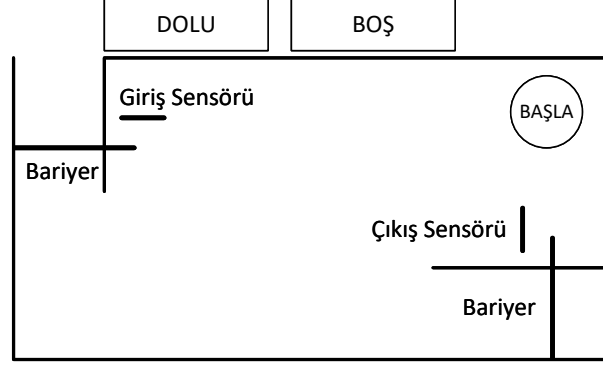 DOLU
BOŞ
Giriş Sensörü
BAŞLA
Bariyer
Çıkış Sensörü
Bariyer